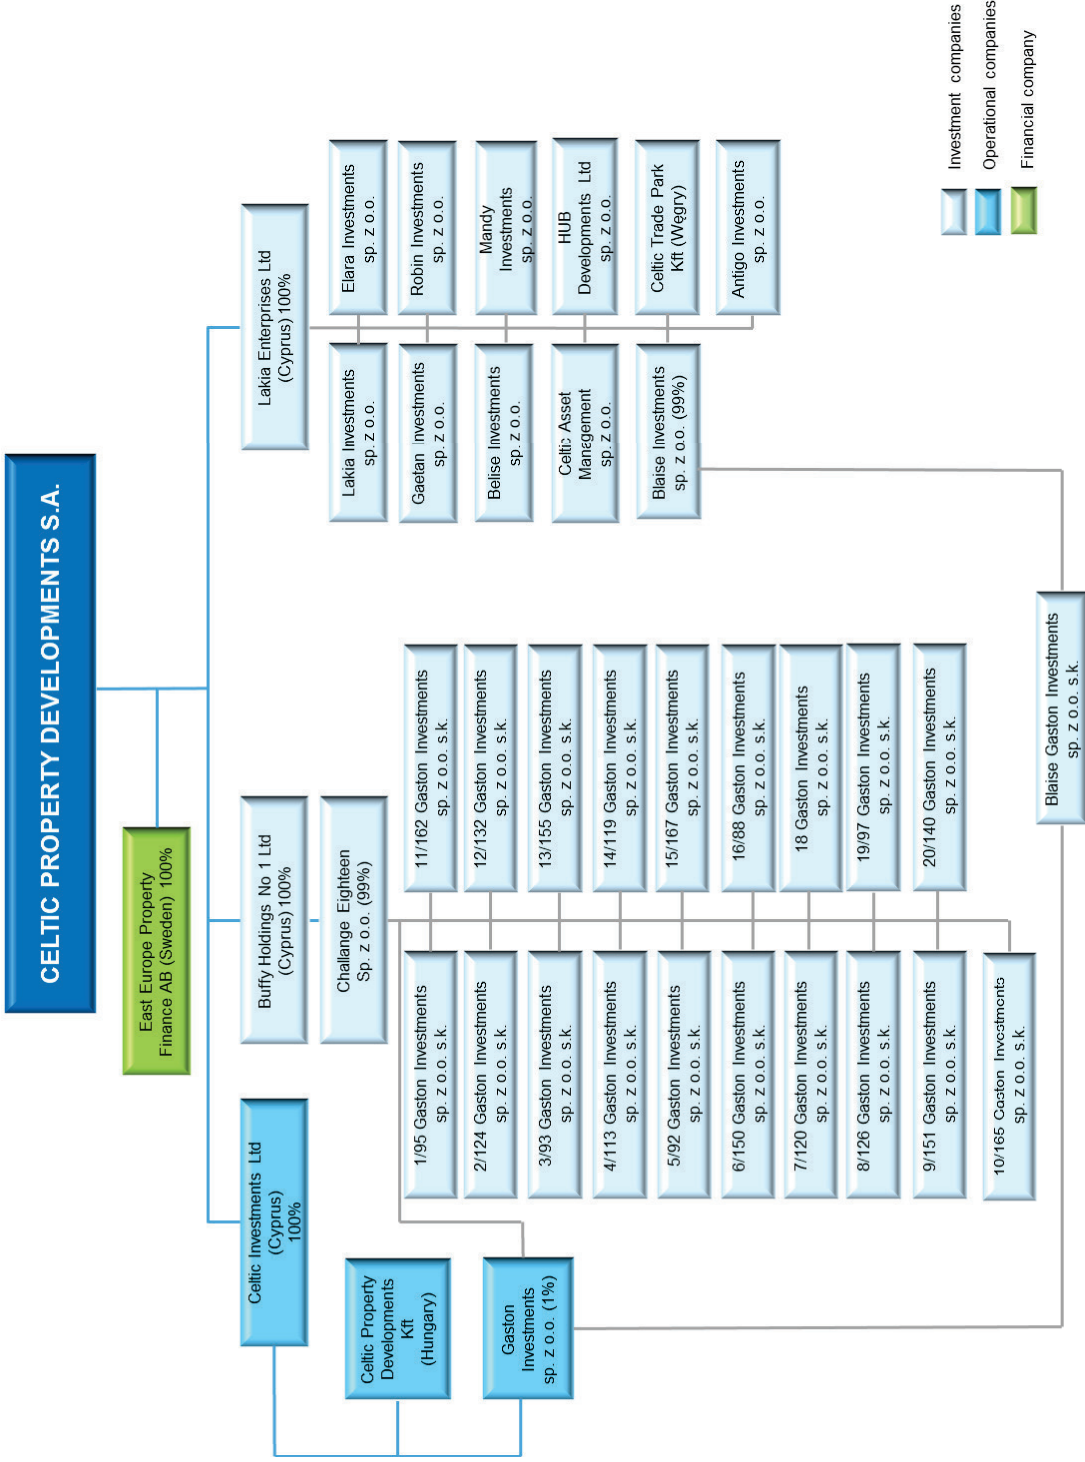 CELTIC PROPERTY DEVELOPMENTS S.A.
East Europe Property
Finance AB (Sweden) 100%
Celtic Investments Ltd
(Cyprus)
100%
Buffy Holdings No 1 Ltd
(Cyprus) 100%
Lakia Enterprises Ltd
(Cyprus) 100%
Challange Eighteen
Sp. z o.o. (99%)
Celtic Property
Developments
Kft
(Hungary)
Gaston
Investments
sp. z o.o. (1%)
1/95 Gaston Investments
sp. z o.o. s.k.
11/162 Gaston Investments
sp. z o.o. s.k.
2/124 Gaston Investments
sp. z o.o. s.k.
12/132 Gaston Investments
sp. z o.o. s.k.
3/93 Gaston Investments
sp. z o.o. s.k.
13/155 Gaston Investments
sp. z o.o. s.k.
4/113 Gaston Investments
sp. z o.o. s.k.
14/119 Gaston Investments
sp. z o.o. s.k.
5/92 Gaston Investments
sp. z o.o. s.k.
15/167 Gaston Investments
sp. z o.o. s.k.
6/150 Gaston Investments
sp. z o.o. s.k.
16/88 Gaston Investments
sp. z o.o. s.k.
7/120 Gaston Investments
sp. z o.o. s.k.
18 Gaston Investments
sp. z o.o. s.k.
8/126 Gaston Investments
sp. z o.o. s.k.
19/97 Gaston Investments
sp. z o.o. s.k.
9/151 Gaston Investments
sp. z o.o. s.k.
20/140 Gaston Investments
sp. z o.o. s.k.
10/165 Gaston Investments
sp. z o.o. s.k.
Lakia Investments
sp. z o.o.
Elara Investments
sp. z o.o.
Gaetan Investments
sp. z o.o.
Robin Investments
sp. z o.o.
Belise Investments
sp. z o.o.
Mandy
Investments
sp. z o.o.
Celtic Asset
Management
sp. z o.o.
HUB
Developments Ltd
sp. z o.o.
Blaise Investments
sp. z o.o. (99%)
Celtic Trade Park
Kft (Węgry)
Antigo Investments
sp. z o.o.
Blaise Gaston Investments
sp. z o.o. s.k.
Investment companies
Operational companies
Financial company